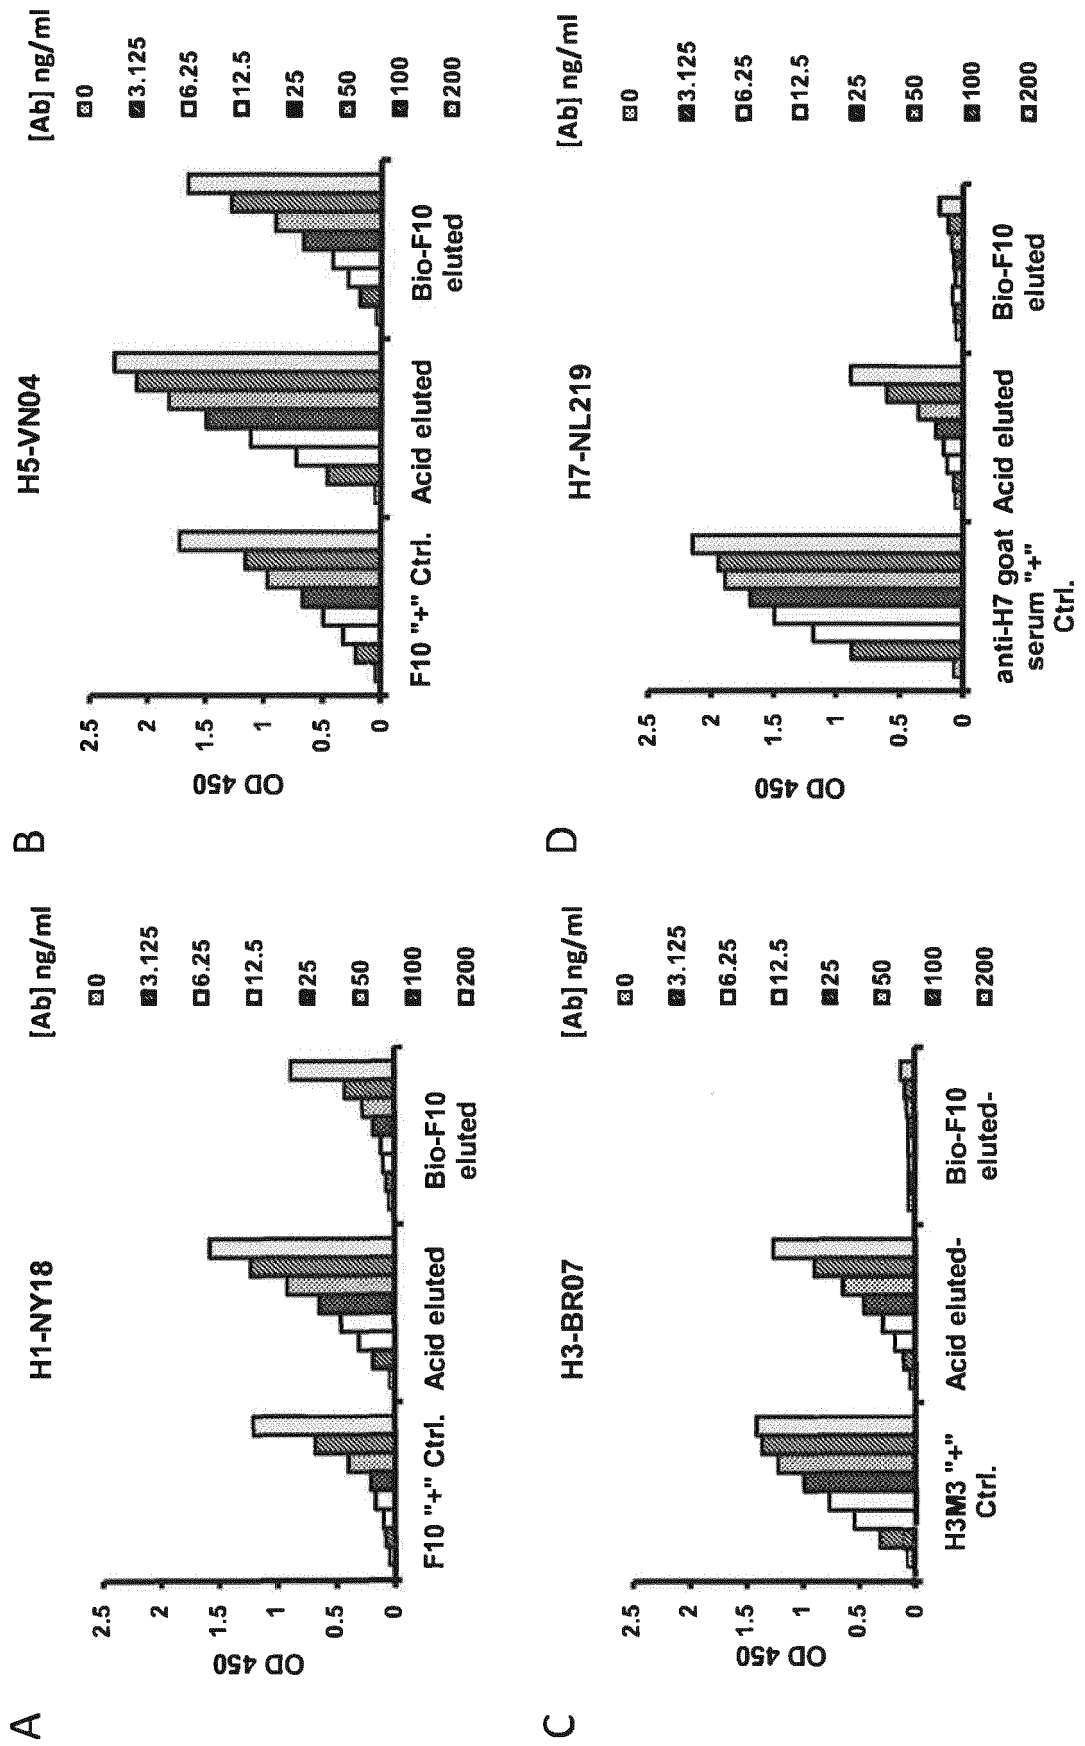 A
H1-NY18
OD 450
2.5
2
1.5
1
0.5
0
F10 "+" Ctrl.
Acid eluted
Bio-F10
eluted
[Ab] ng/ml
0
3.125
6.25
12.5
25
50
100
200
B
H5-VN04
OD 450
2.5
2
1.5
1
0.5
0
F10 "+" Ctrl.
Acid eluted
Bio-F10
eluted
[Ab] ng/ml
0
3.125
6.25
12.5
25
50
100
200
C
H3-BR07
OD 450
2.5
2
1.5
1
0.5
0
H3M3 "+"
Ctrl.
Acid eluted-
Bio-F10
eluted-
[Ab] ng/ml
0
3.125
6.25
12.5
25
50
100
200
D
H7-NL219
OD 450
2.5
2
1.5
1
0.5
0
anti-H7 goat
serum "+"
Ctrl.
Acid eluted
Bio-F10
eluted
[Ab] ng/ml
0
3.125
6.25
12.5
25
50
100
200